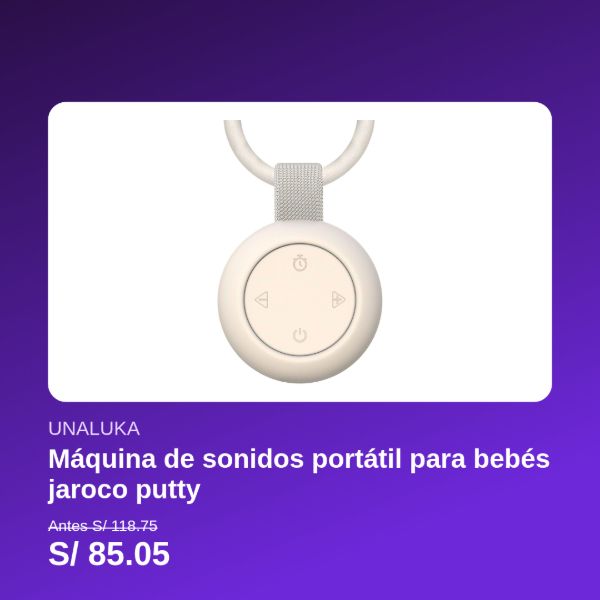 UNALUKA
Máquina de sonidos portátil para bebés
jaroco putty
Antes S/ 118.75
S/ 85.05